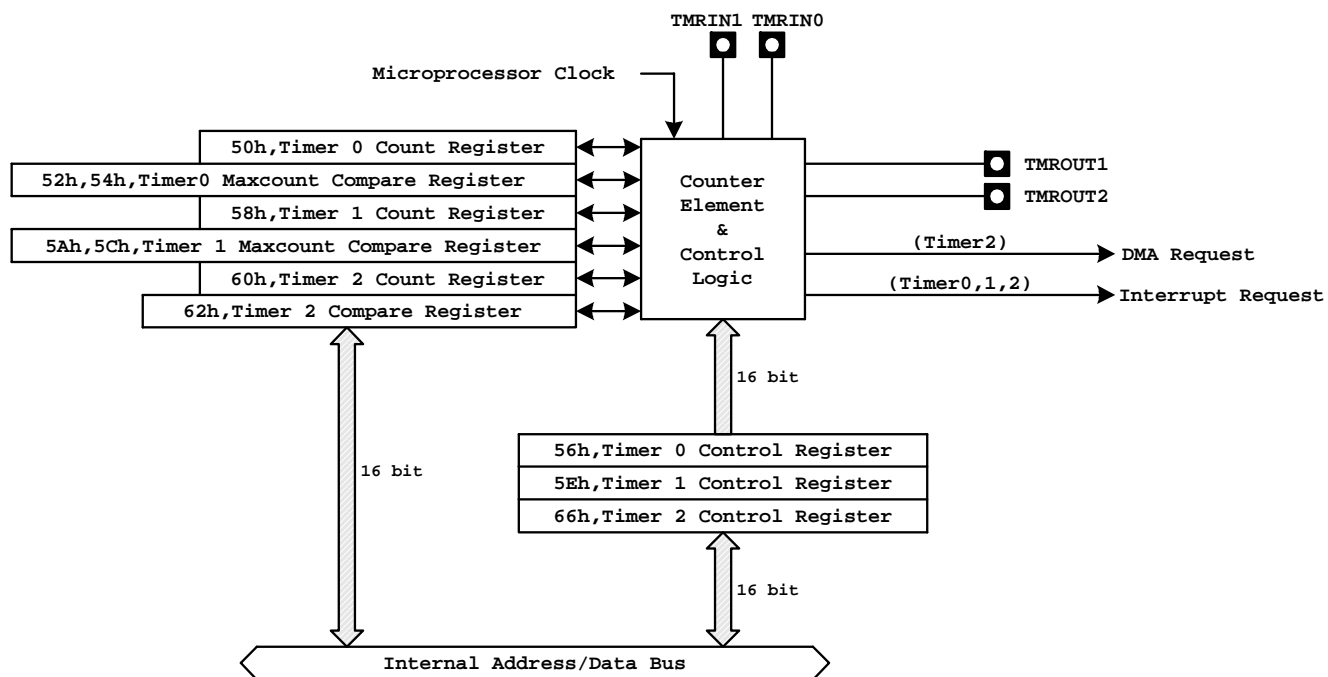 TMRIN1 TMRIN0
Microprocessor Clock
50h,Timer 0 Count Register
52h,54h,Timer0 Maxcount Compare Register
58h,Timer 1 Count Register
5Ah,5Ch,Timer 1 Maxcount Compare Register
60h,Timer 2 Count Register
62h,Timer 2 Compare Register
Counter
Element
&
Control
Logic
TMROUT1
TMROUT2
(Timer2)
DMA Request
(Timer0,1,2)
Interrupt Request
16 bit
56h,Timer 0 Control Register
5Eh,Timer 1 Control Register
66h,Timer 2 Control Register
16 bit
16 bit
Internal Address/Data Bus